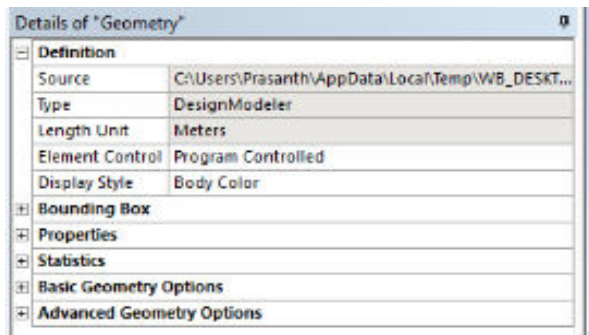 Details of "Geometry"
Definition
Source C:\Users\Prasanth\AppData\Local\Temp\WB_DESKT...
Type DesignModeler
Length Unit Meters
Element Control Program Controlled
Display Style Body Color
Bounding Box
Properties
Statistics
Basic Geometry Options
Advanced Geometry Options